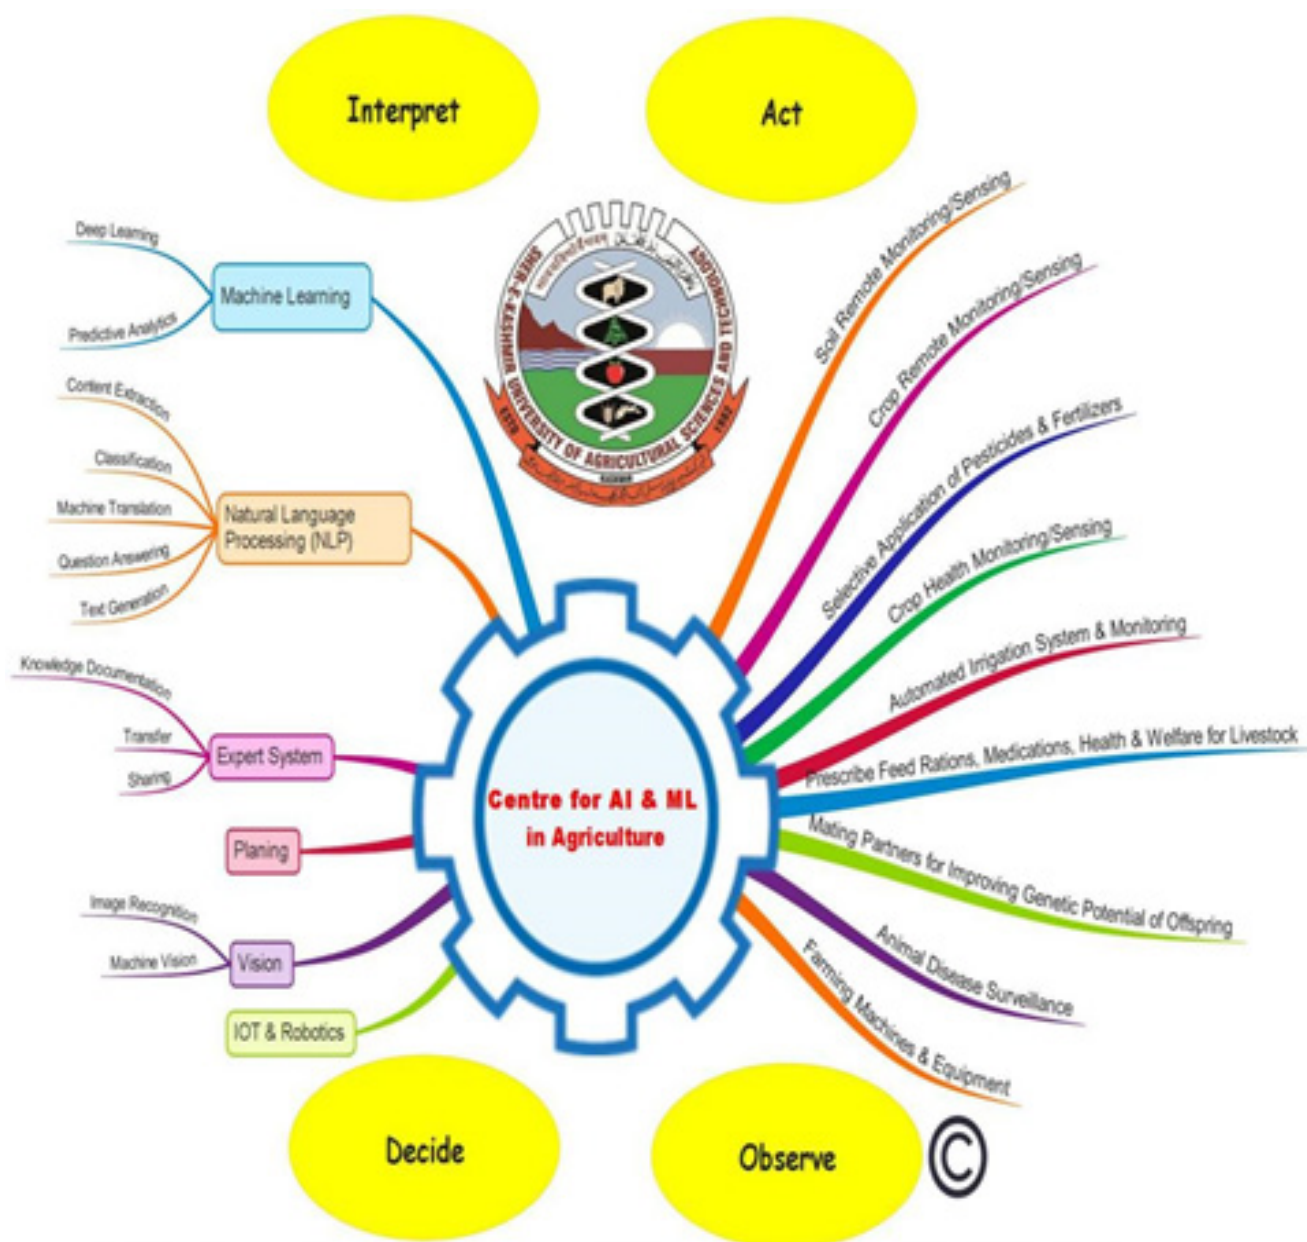 Interpret
Act
SHER-E-KASHMIR UNIVERSITY OF AGRICULTURAL SCIENCES AND TECHNOLOGY
ESTD
1982
KASHMIR
Deep Learning
Machine Learning
Predictive Analytics
Content Extraction
Classification
Machine Translation
Question Answering
Text Generation
Natural Language
Processing (NLP)
Knowledge Documentation
Transfer
Sharing
Expert System
Planing
Image Recognition
Machine Vision
Vision
IOT & Robotics
Centre for AI & ML
in Agriculture
Soil Remote Monitoring/Sensing
Crop Remote Monitoring/Sensing
Selective Application of Pesticides & Fertilizers
Crop Health Monitoring/Sensing
Automated Irrigation System & Monitoring
Prescribe Feed Rations, Medications, Health & Welfare for Livestock
Mating Partners for Improving Genetic Potential of Offspring
Animal Disease Surveillance
Farming Machines & Equipment
Decide
Observe
©